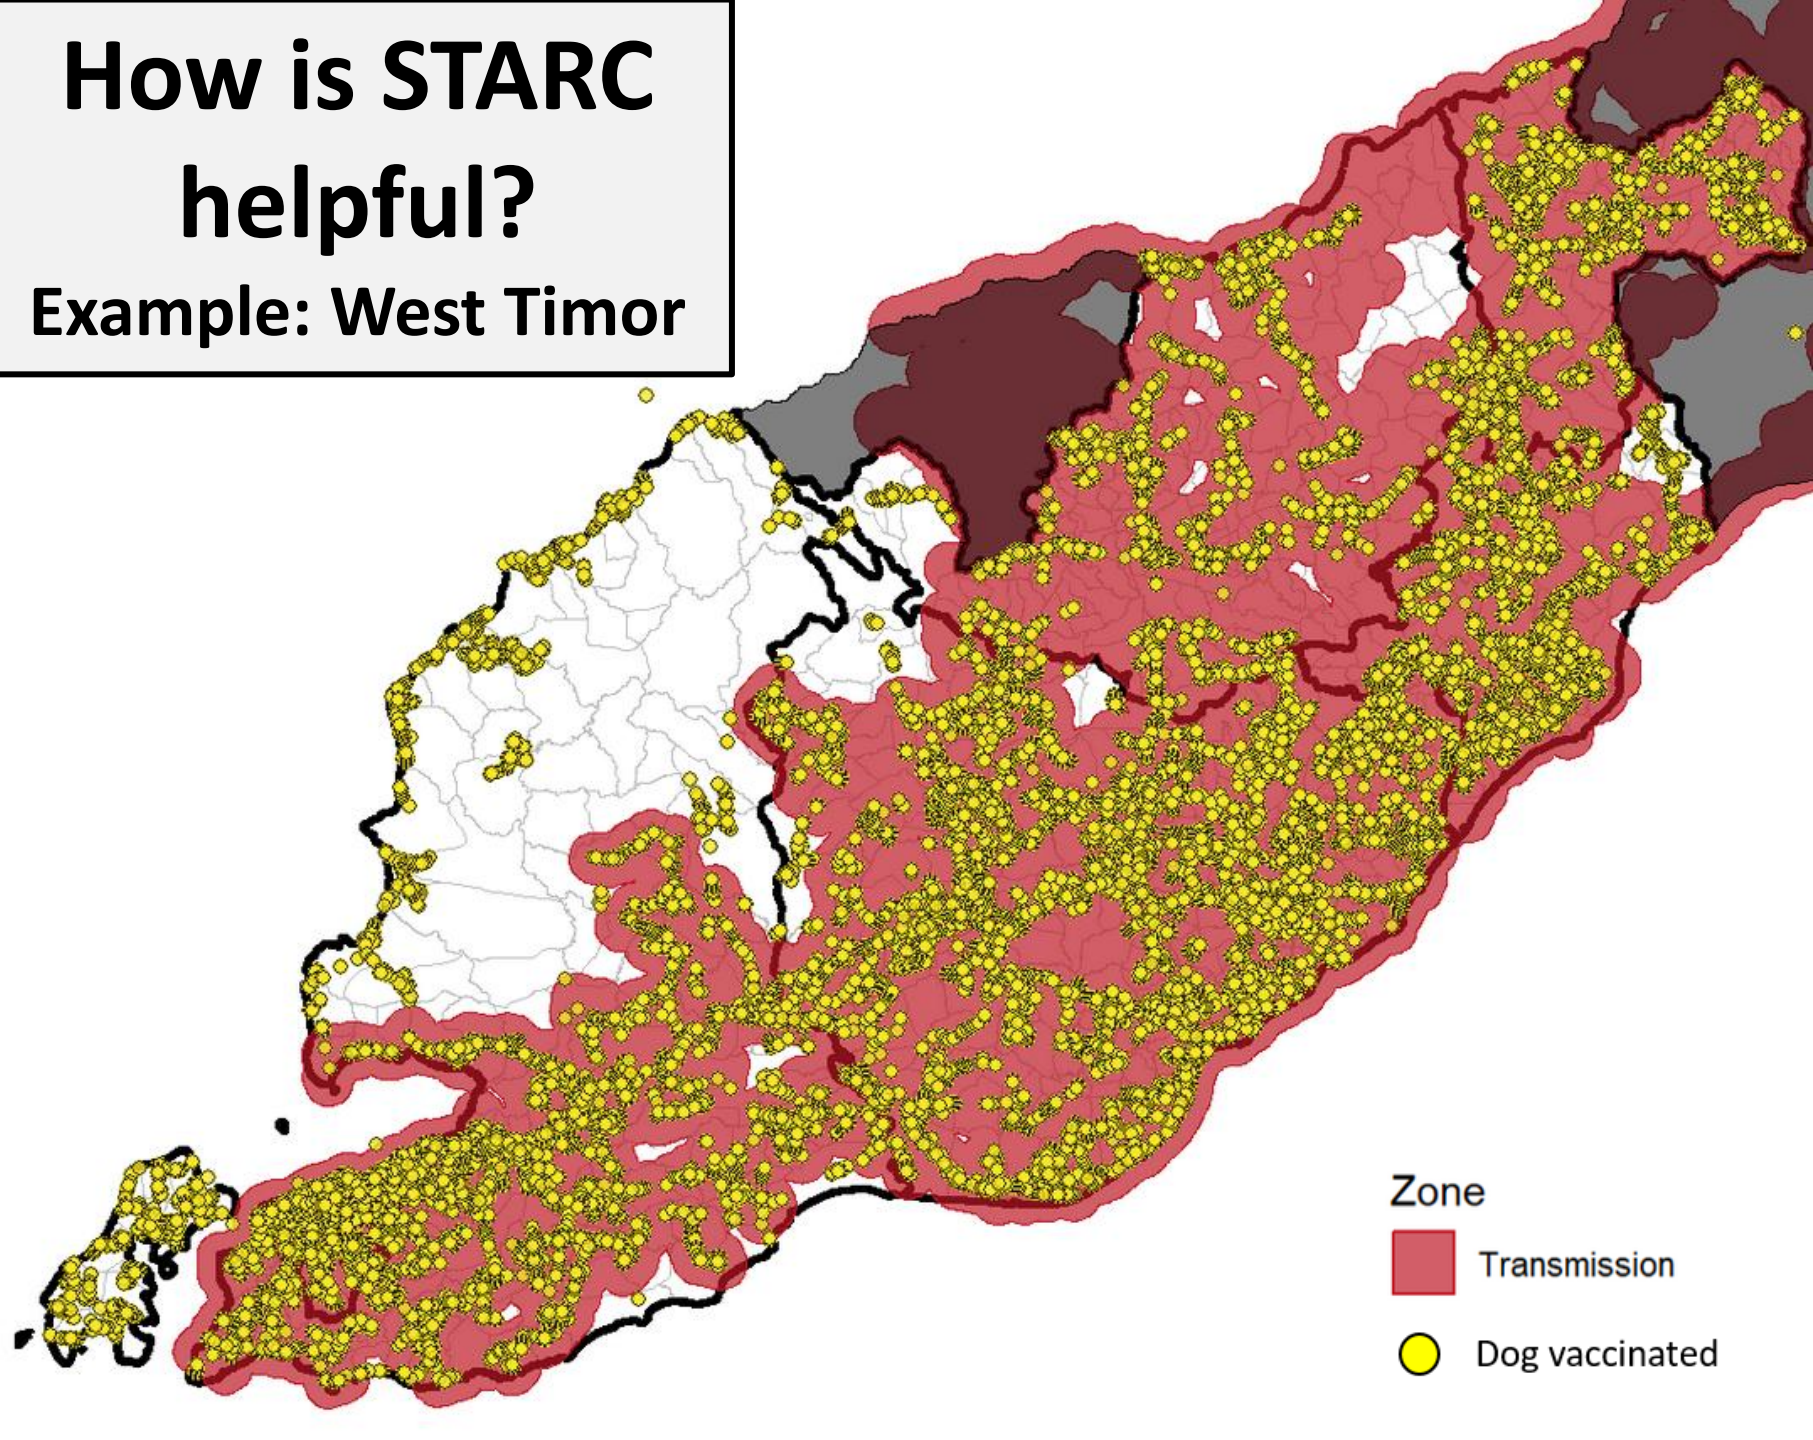 How is STARC
helpful?
Example: West Timor
Zone
Transmission
Dog vaccinated